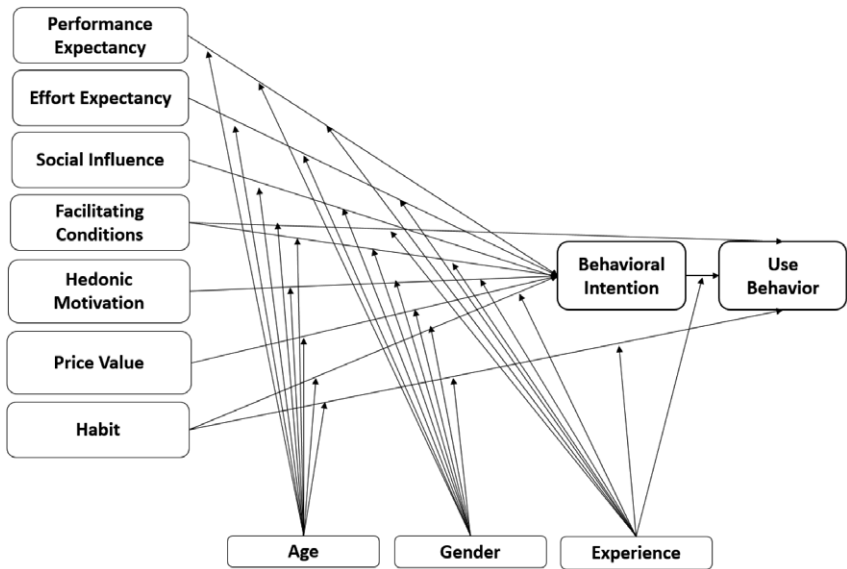 Performance
Expectancy
Effort Expectancy
Social Influence
Facilitating
Conditions
Hedonic
Motivation
Price Value
Habit
Behavioral
Intention
Use
Behavior
Age
Gender
Experience